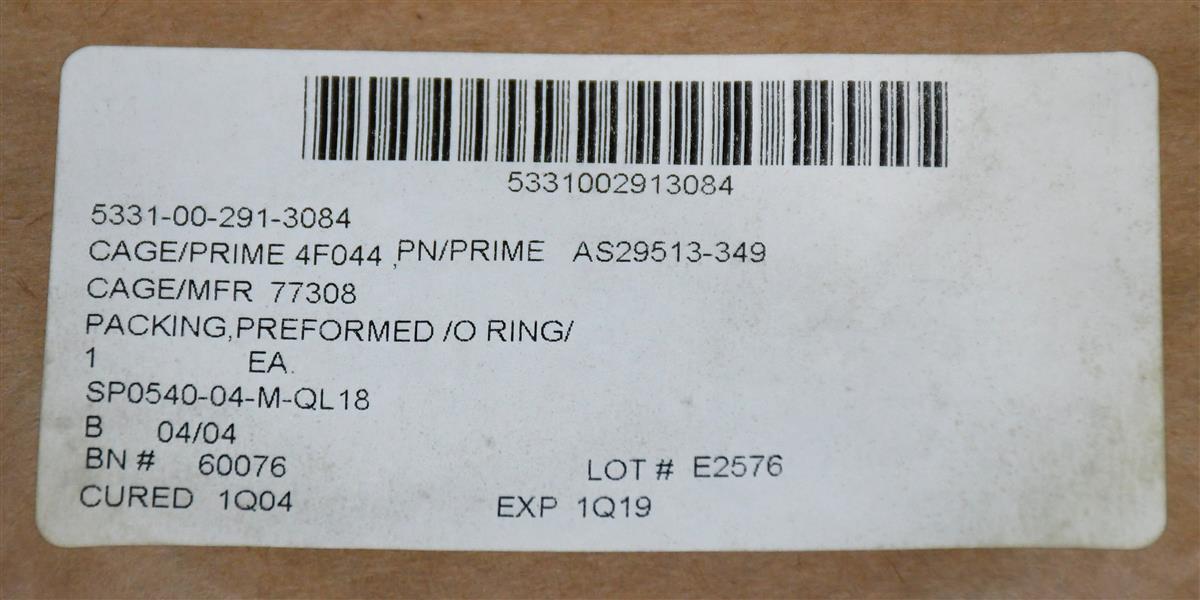 5331002913084
5331-00-291-3084
CAGE/PRIME 4F044 ,PN/PRIME AS29513-349
CAGE/MFR 77308
PACKING,PREFORMED /O RING/
1 EA.
SP0540-04-M-QL18
B 04/04
BN # 60076 LOT # E2576
CURED 1Q04 EXP 1Q19